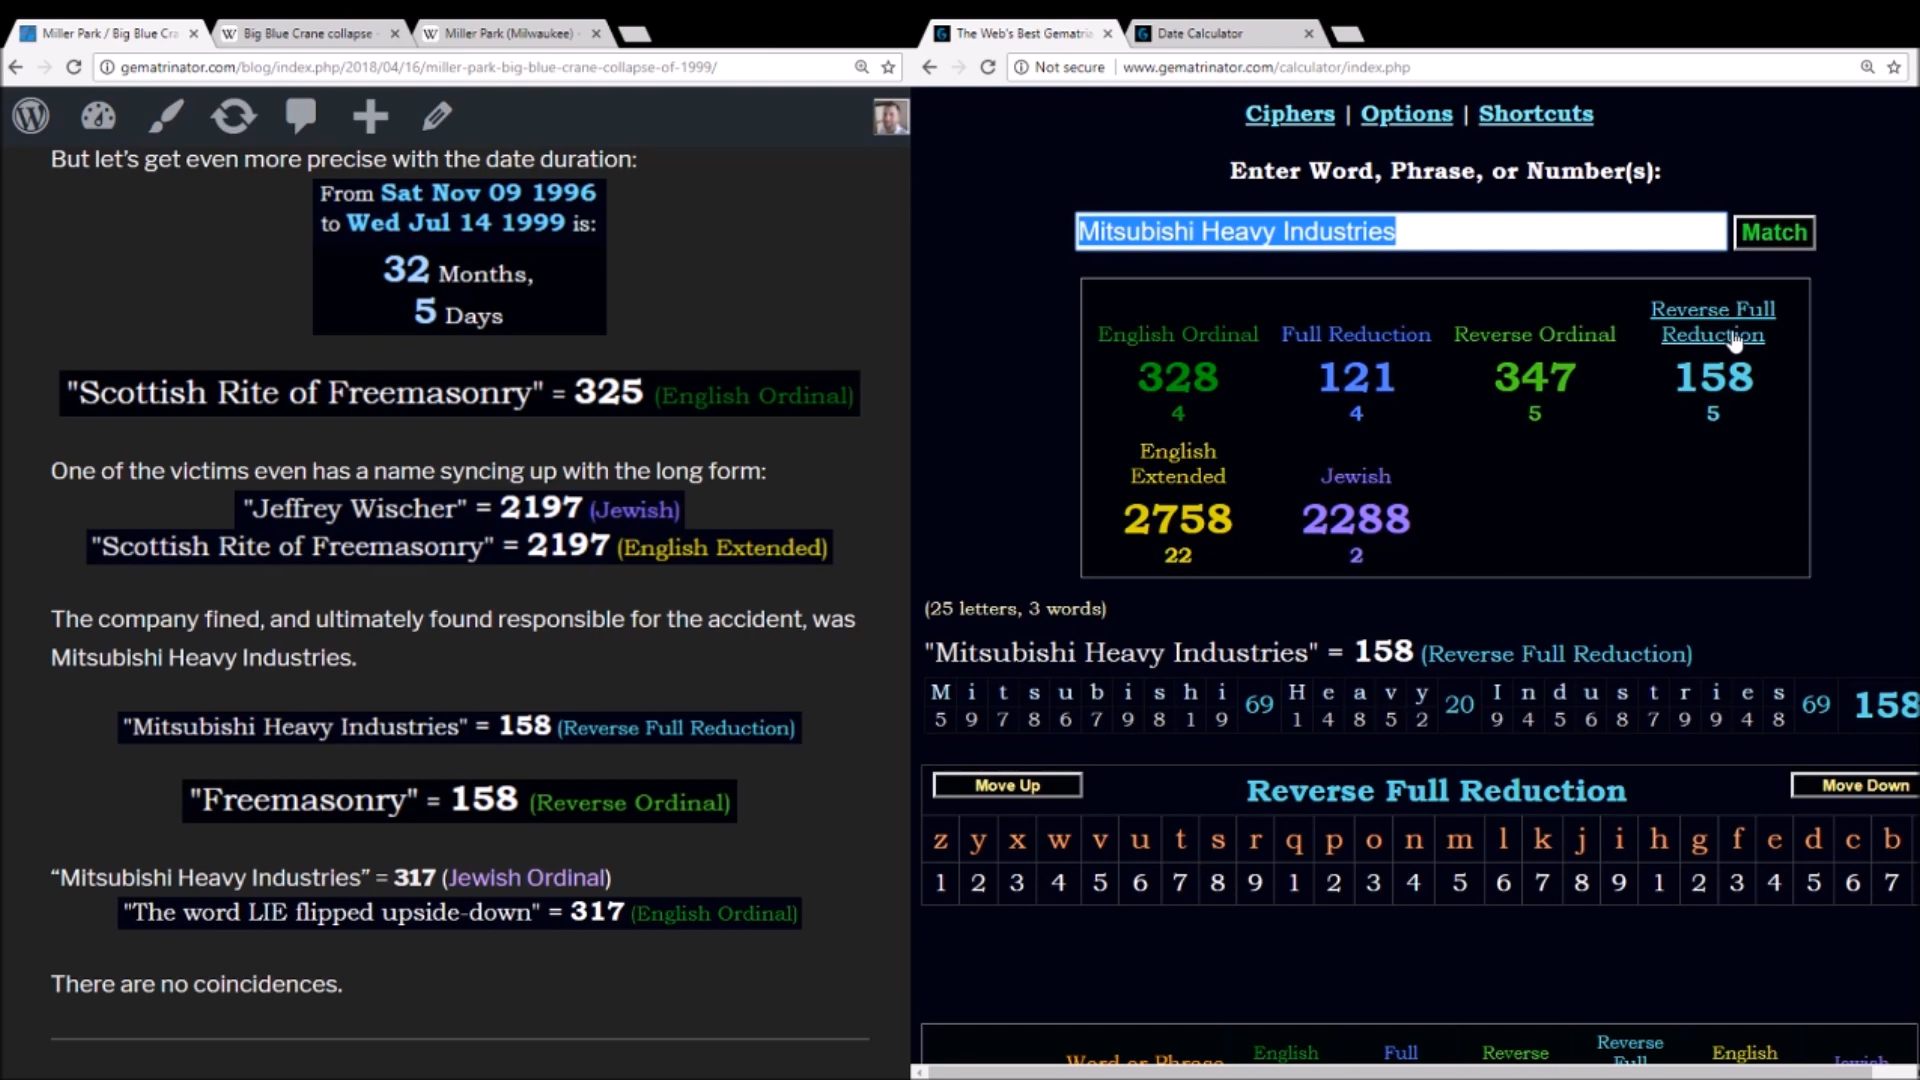 Miller Park / Big Blue Cra
Big Blue Crane collapse -
Miller Park (Milwaukee) -
gematrinator.com/blog/index.php/2018/04/16/miller-park-big-blue-crane-collapse-of-1999/
But let's get even more precise with the date duration:
From Sat Nov 09 1996
to Wed Jul 14 1999 is:
32 Months,
5 Days
"Scottish Rite of Freemasonry" = 325 (English Ordinal)
One of the victims even has a name syncing up with the long form:
"Jeffrey Wischer" = 2197 (Jewish)
"Scottish Rite of Freemasonry" = 2197 (English Extended)
The company fined, and ultimately found responsible for the accident, was
Mitsubishi Heavy Industries.
"Mitsubishi Heavy Industries" = 158 (Reverse Full Reduction)
"Freemasonry" = 158 (Reverse Ordinal)
“Mitsubishi Heavy Industries” = 317 (Jewish Ordinal)
"The word LIE flipped upside-down" = 317 (English Ordinal)
There are no coincidences.
The Web's Best Gematria
Date Calculator
Not secure | www.gematrinator.com/calculator/index.php
Ciphers | Options | Shortcuts
Enter Word, Phrase, or Number(s):
Mitsubishi Heavy Industries Match
Reverse Full
English Ordinal Full Reduction Reverse Ordinal Reduction
328 121 347 158
4 4 5 5
English
Extended Jewish
2758 2288
22 2
(25 letters, 3 words)
"Mitsubishi Heavy Industries" = 158 (Reverse Full Reduction)
M i t s u b i s h i 69 H e a v y 20 I n d u s t r i e s 69 158
5 9 7 8 6 7 9 8 1 9 1 4 8 5 2 9 4 5 6 8 7 9 9 4 8
Move Up Reverse Full Reduction Move Down
z y x w v u t s r q p o n m l k j i h g f e d c b
1 2 3 4 5 6 7 8 9 1 2 3 4 5 6 7 8 9 1 2 3 4 5 6 7
Word or Phrase English Full Reverse Reverse Full English Jewish